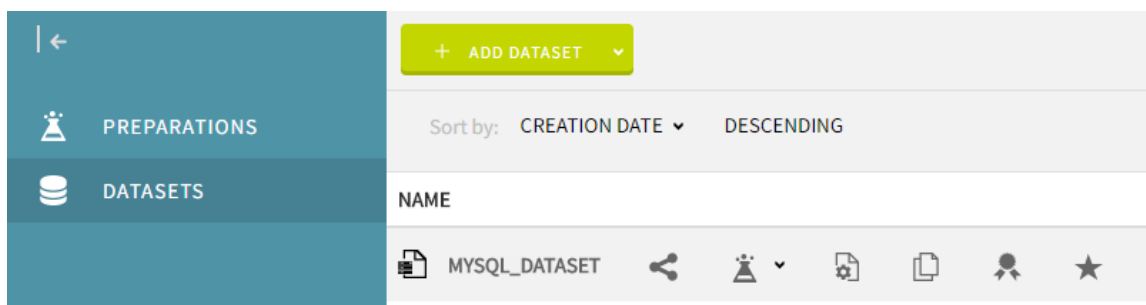 + ADD DATASET
PREPARATIONS
Sort by: CREATION DATE DESCENDING
DATASETS
NAME
MYSQL_DATASET